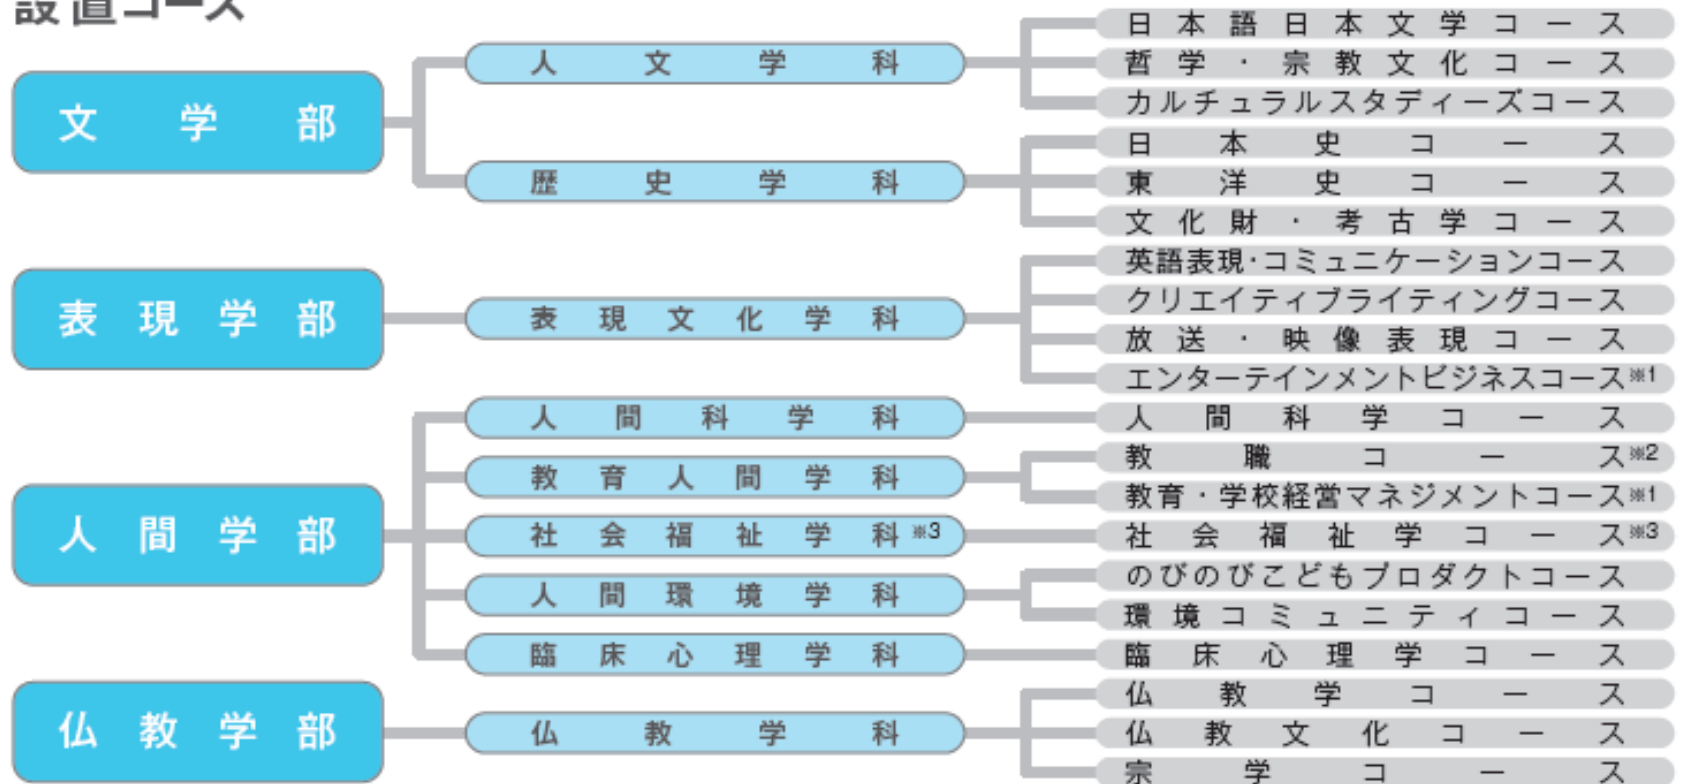 設置コース
文学部
人文学科
日本語日本文学コース
哲学・宗教文化コース
カルチュラルスタディーズコース
歴史学科
日本史コース
東洋史コース
文化財・考古学コース
表現学部
表現文化学科
英語表現・コミュニケーションコース
クリエイティブライティングコース
放送・映像表現コース
エンターテインメントビジネスコース※1
人間学部
人間科学科
人間科学コース
教育人間学科
教職コース※2
教育・学校経営マネジメントコース※1
社会福祉学科※3
社会福祉学コース※3
人間環境学科
のびのびこどもプロダクトコース
環境コミュニティコース
臨床心理学科
臨床心理学コース
仏教学部
仏教学科
仏教学コース
仏教文化コース
宗学コース